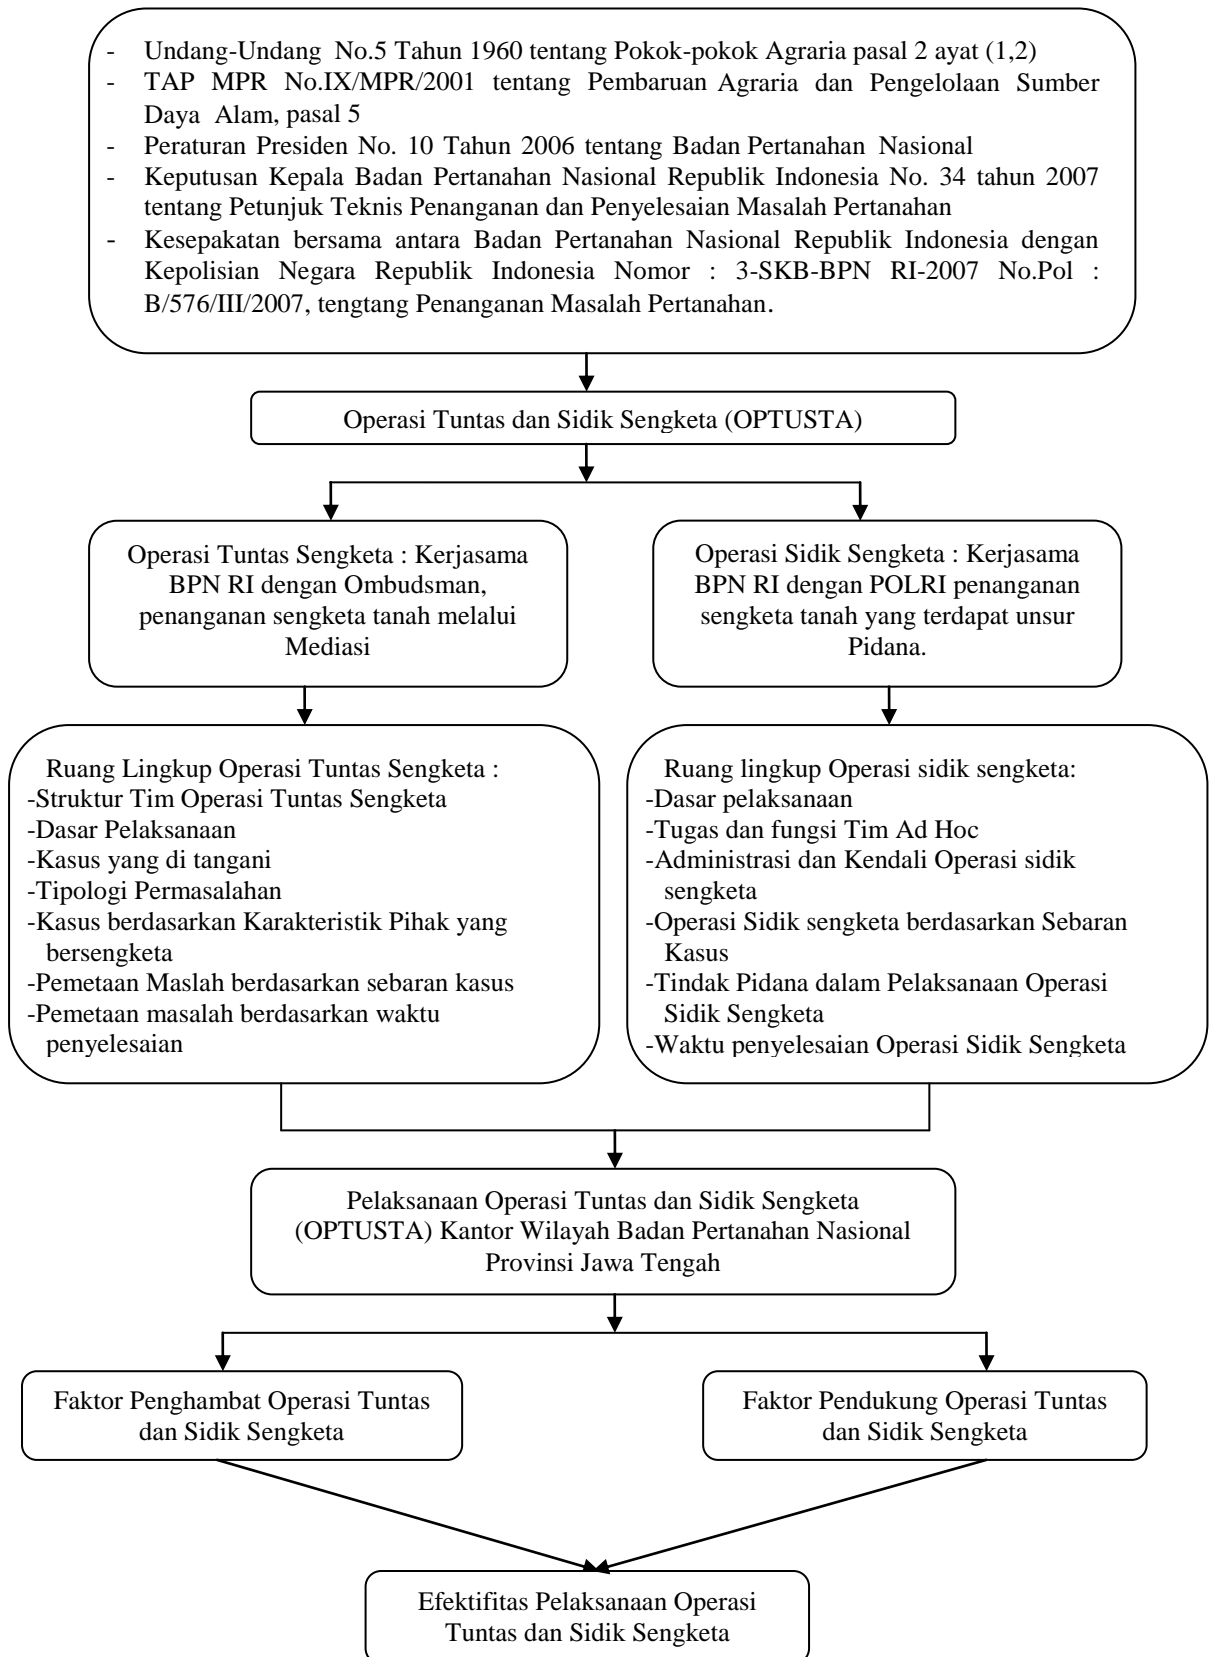 - Undang-Undang No.5 Tahun 1960 tentang Pokok-pokok Agraria pasal 2 ayat (1,2)
- TAP MPR No.IX/MPR/2001 tentang Pembaruan Agraria dan Pengelolaan Sumber
Daya Alam, pasal 5
- Peraturan Presiden No. 10 Tahun 2006 tentang Badan Pertanahan Nasional
- Keputusan Kepala Badan Pertanahan Nasional Republik Indonesia No. 34 tahun 2007
tentang Petunjuk Teknis Penanganan dan Penyelesaian Masalah Pertanahan
- Kesepakatan bersama antara Badan Pertanahan Nasional Republik Indonesia dengan
Kepolisian Negara Republik Indonesia Nomor : 3-SKB-BPN RI-2007 No.Pol :
B/576/III/2007, tengtang Penanganan Masalah Pertanahan.
Operasi Tuntas dan Sidik Sengketa (OPTUSTA)
Operasi Tuntas Sengketa : Kerjasama
BPN RI dengan Ombudsman,
penanganan sengketa tanah melalui
Mediasi
Operasi Sidik Sengketa : Kerjasama
BPN RI dengan POLRI penanganan
sengketa tanah yang terdapat unsur
Pidana.
Ruang Lingkup Operasi Tuntas Sengketa :
-Struktur Tim Operasi Tuntas Sengketa
-Dasar Pelaksanaan
-Kasus yang di tangani
-Tipologi Permasalahan
-Kasus berdasarkan Karakteristik Pihak yang
bersengketa
-Pemetaan Maslah berdasarkan sebaran kasus
-Pemetaan masalah berdasarkan waktu
penyelesaian
Ruang lingkup Operasi sidik sengketa:
-Dasar pelaksanaan
-Tugas dan fungsi Tim Ad Hoc
-Administrasi dan Kendali Operasi sidik
sengketa
-Operasi Sidik sengketa berdasarkan Sebaran
Kasus
-Tindak Pidana dalam Pelaksanaan Operasi
Sidik Sengketa
-Waktu penyelesaian Operasi Sidik Sengketa
Pelaksanaan Operasi Tuntas dan Sidik Sengketa
(OPTUSTA) Kantor Wilayah Badan Pertanahan Nasional
Provinsi Jawa Tengah
Faktor Penghambat Operasi Tuntas
dan Sidik Sengketa
Faktor Pendukung Operasi Tuntas
dan Sidik Sengketa
Efektifitas Pelaksanaan Operasi
Tuntas dan Sidik Sengketa